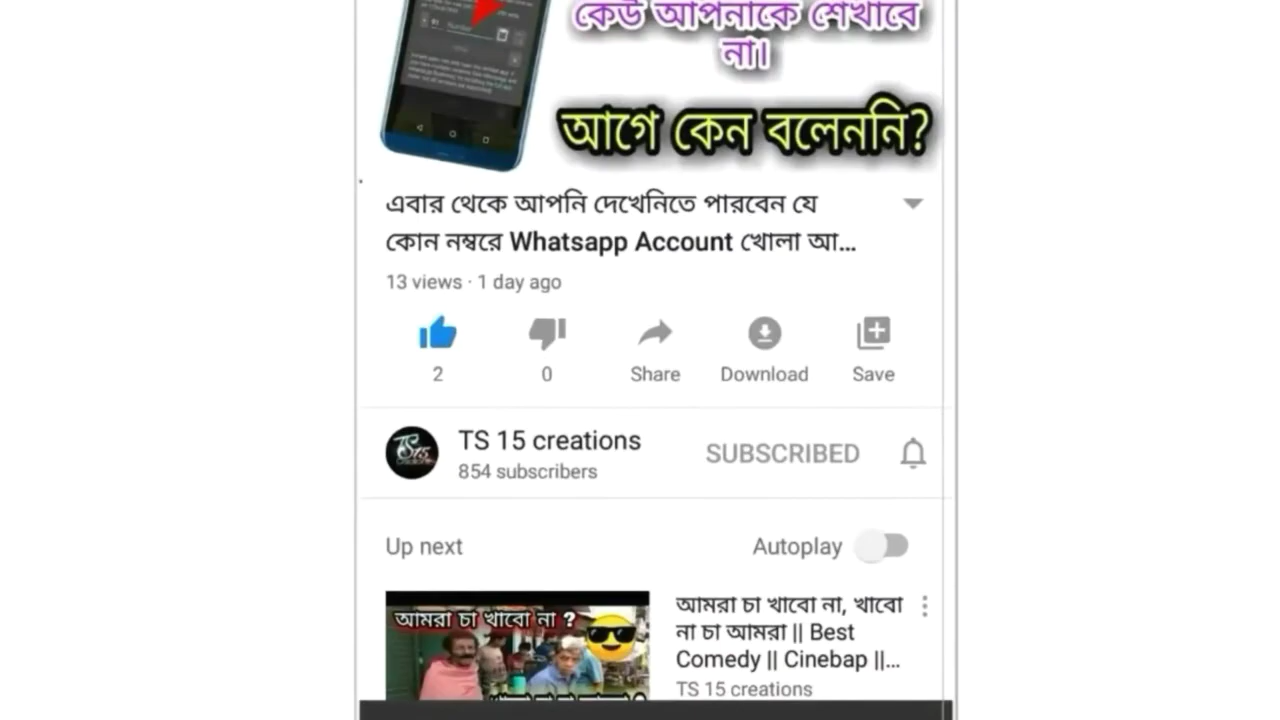 কেউ আপনাকে শেখাবে
না।
আগে কেন বলেননি?
এবার থেকে আপনি দেখেনিতে পারবেন যে
কোন নম্বরে Whatsapp Account খোলা আ...
13 views · 1 day ago
2
0
Share
Download
Save
TS 15 creations
854 subscribers
SUBSCRIBED
Up next
Autoplay
আমরা চা খাবো না ?
আমরা চা খাবো না, খাবো
না চা আমরা || Best
Comedy || Cinebap ||...
TS 15 creations